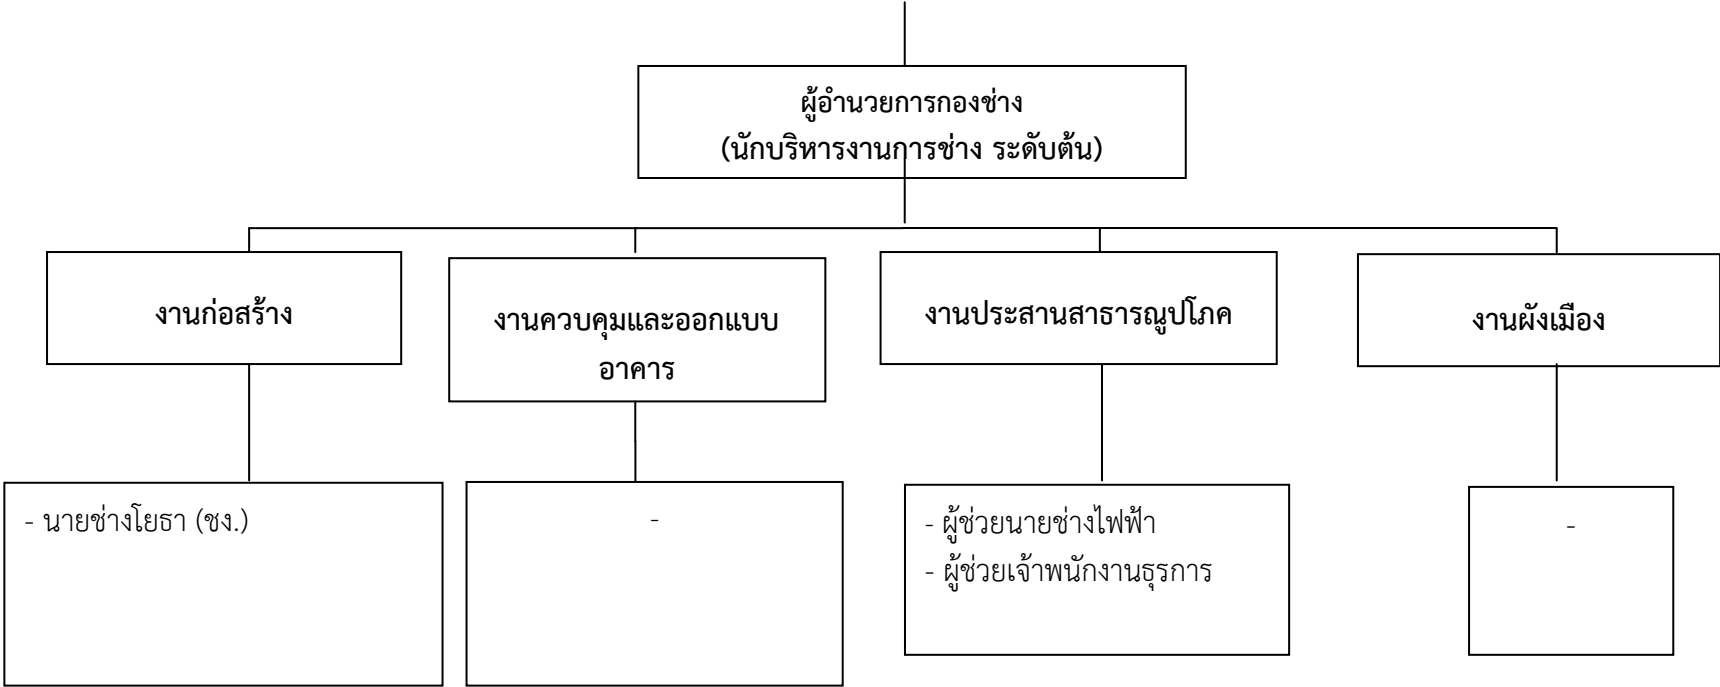 ผู้อำนวยการกองช่าง
(นักบริหารงานการช่าง ระดับต้น)
งานก่อสร้าง
งานควบคุมและออกแบบ
อาคาร
งานประสานสาธารณูปโภค
งานผังเมือง
- นายช่างโยธา (ชง.)
-
- ผู้ช่วยนายช่างไฟฟ้า
- ผู้ช่วยเจ้าพนักงานธุรการ
-